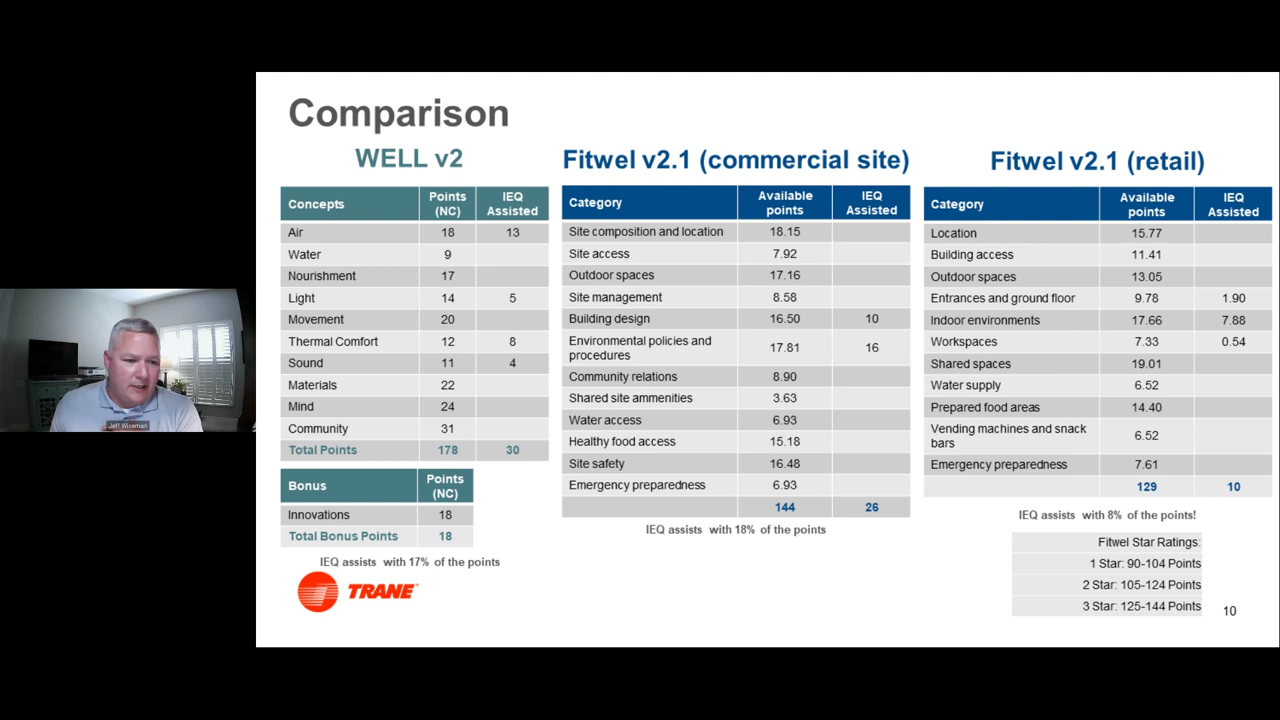 Comparison
WELL v2
Concepts Points (NC) IEQ Assisted
Air 18 13
Water 9
Nourishment 17
Light 14 5
Movement 20
Thermal Comfort 12 8
Sound 11 4
Materials 22
Mind 24
Community 31
Total Points 178 30
Bonus Points (NC)
Innovations 18
Total Bonus Points 18
IEQ assists with 17% of the points
TRANE
Fitwel v2.1 (commercial site)
Category Available points IEQ Assisted
Site composition and location 18.15
Site access 7.92
Outdoor spaces 17.16
Site management 8.58
Building design 16.50 10
Environmental policies and procedures 17.81 16
Community relations 8.90
Shared site ammenities 3.63
Water access 6.93
Healthy food access 15.18
Site safety 16.48
Emergency preparedness 6.93
144 26
IEQ assists with 18% of the points
Fitwel v2.1 (retail)
Category Available points IEQ Assisted
Location 15.77
Building access 11.41
Outdoor spaces 13.05
Entrances and ground floor 9.78 1.90
Indoor environments 17.66 7.88
Workspaces 7.33 0.54
Shared spaces 19.01
Water supply 6.52
Prepared food areas 14.40
Vending machines and snack bars 6.52
Emergency preparedness 7.61
129 10
IEQ assists with 8% of the points!
Fitwel Star Ratings:
1 Star: 90-104 Points
2 Star: 105-124 Points
3 Star: 125-144 Points
10
Jeff Wiseman